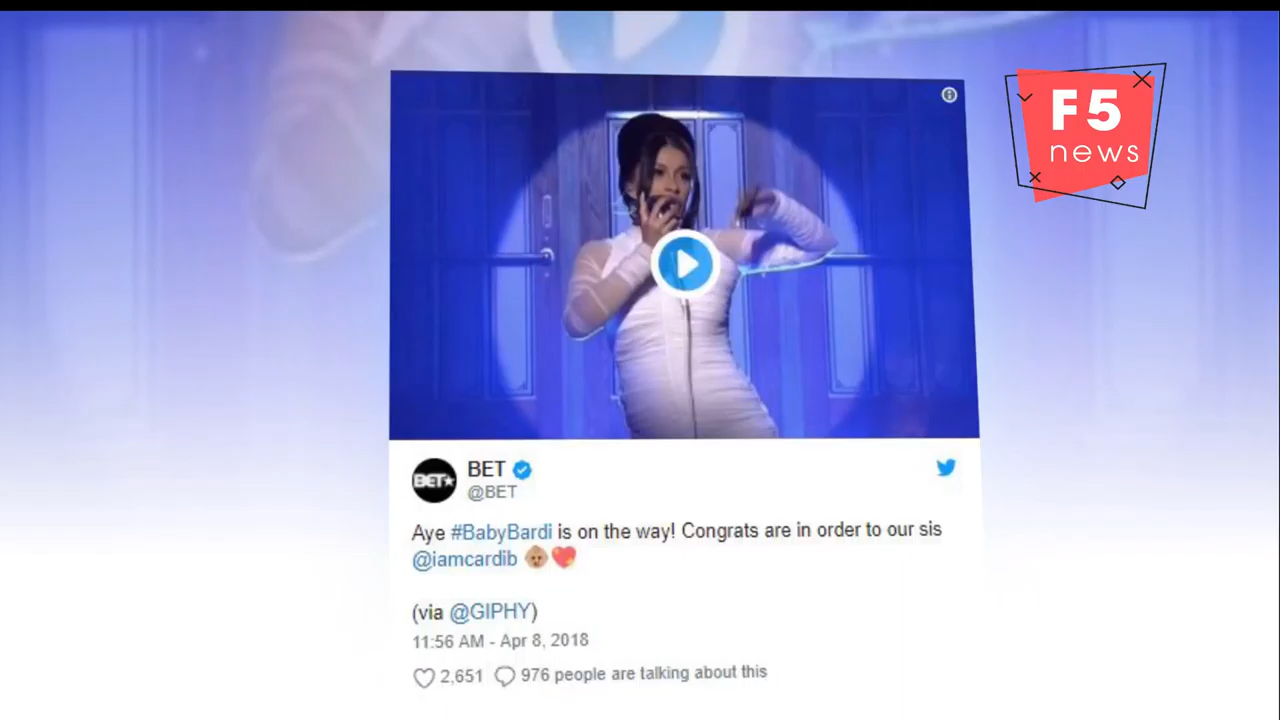 F5
news
BET
BET
@BET
Aye #BabyBardi is on the way! Congrats are in order to our sis
@iamcardib
(via @GIPHY)
11:56 AM - Apr 8, 2018
2,651 976 people are talking about this